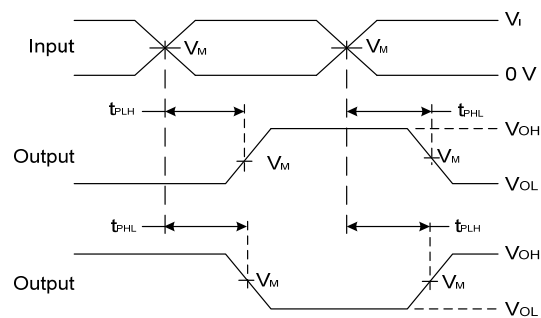 VI
Input VM VM
0 V
tPLH tPHL
VOH
Output VM VM
VOL
tPHL tPLH
VOH
Output VM VM
VOL